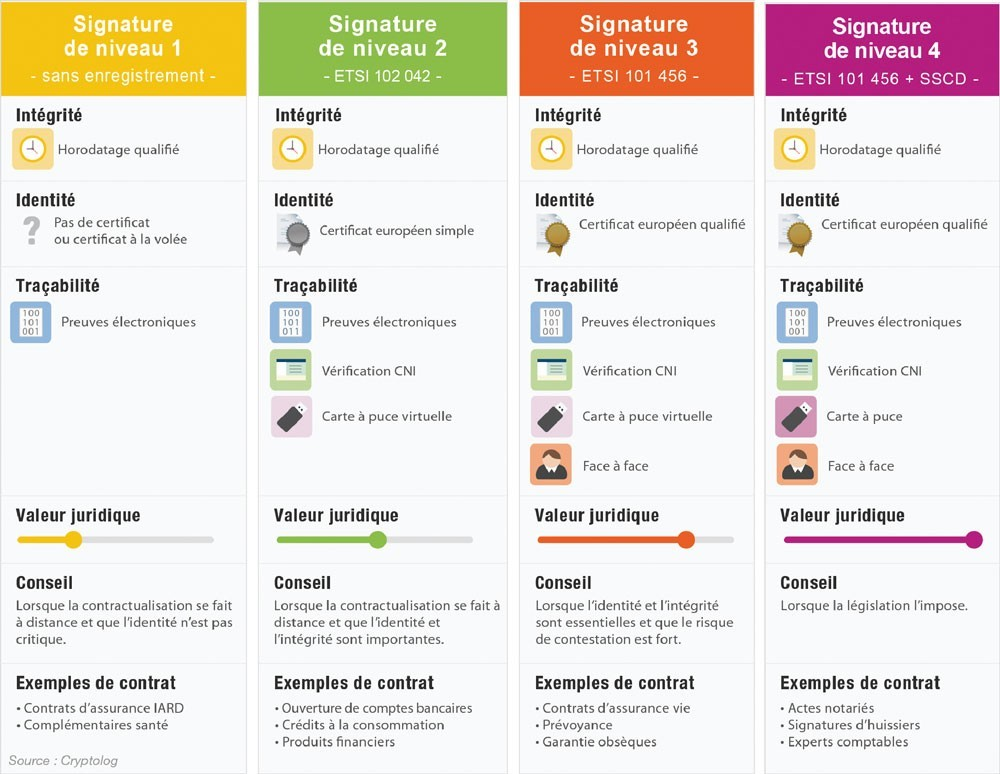 Signature
de niveau 1
- sans enregistrement -
Intégrité
Horodatage qualifié
Identité
?
Pas de certificat
ou certificat à la volée
Traçabilité
100
101
001
Preuves électroniques
Valeur juridique
Conseil
Lorsque la contractualisation se fait
à distance et que l'identité n'est pas
critique.
Exemples de contrat
• Contrats d'assurance IARD
• Complémentaires santé
Source : Cryptolog
Signature
de niveau 2
- ETSI 102 042 -
Intégrité
Horodatage qualifié
Identité
Certificat européen simple
Traçabilité
100
101
011
Preuves électroniques
Vérification CNI
Carte à puce virtuelle
Valeur juridique
Conseil
Lorsque la contractualisation se fait à
distance et que l'identité et
l'intégrité sont importantes.
Exemples de contrat
• Ouverture de comptes bancaires
• Crédits à la consommation
• Produits financiers
Signature
de niveau 3
- ETSI 101 456 -
Intégrité
Horodatage qualifié
Identité
Certificat européen qualifié
Traçabilité
100
101
001
Preuves électroniques
Vérification CNI
Carte à puce virtuelle
Face à face
Valeur juridique
Conseil
Lorsque l'identité et l'intégrité
sont essentielles et que le risque
de contestation est fort.
Exemples de contrat
• Contrats d'assurance vie
• Prévoyance
• Garantie obsèques
Signature
de niveau 4
- ETSI 101 456 + SSCD -
Intégrité
Horodatage qualifié
Identité
Certificat européen qualifié
Traçabilité
100
101
001
Preuves électroniques
Vérification CNI
Carte à puce
Face à face
Valeur juridique
Conseil
Lorsque la législation l'impose.
Exemples de contrat
• Actes notariés
• Signatures d'huissiers
• Experts comptables